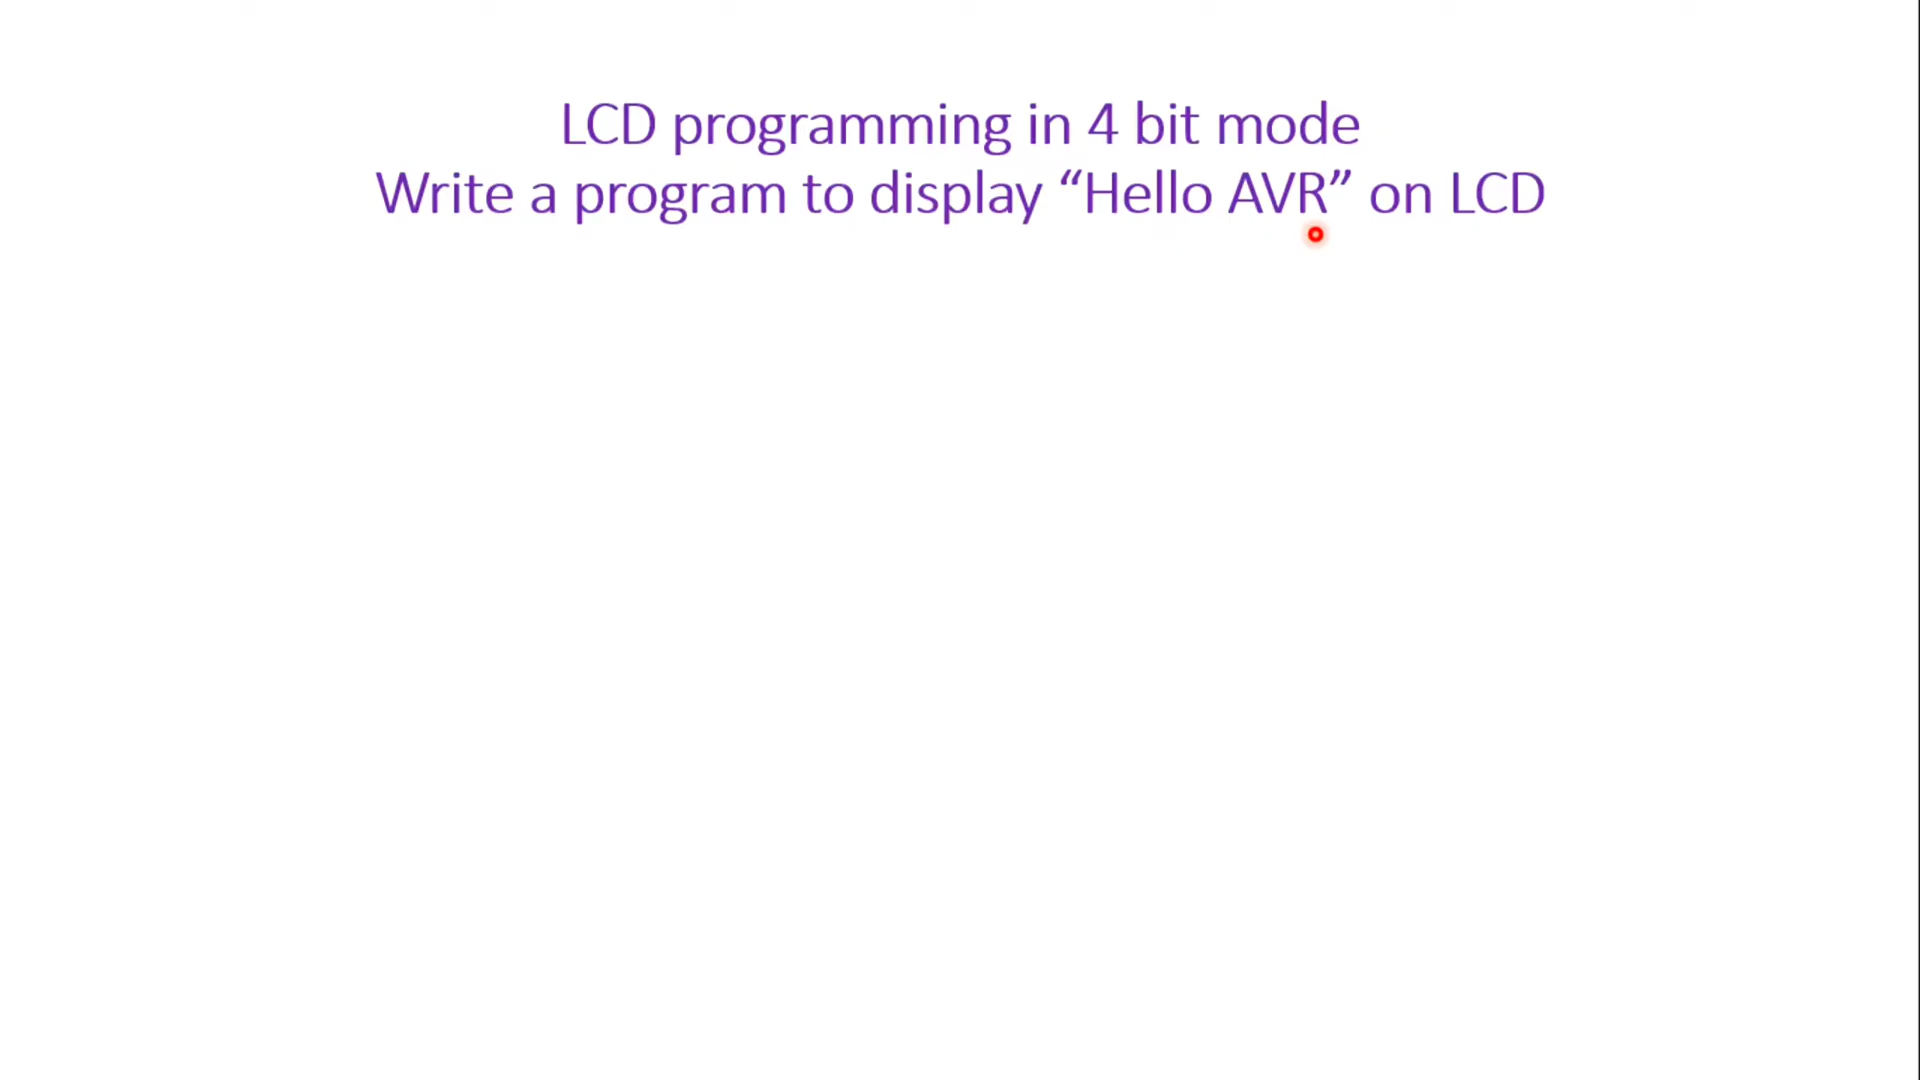 LCD programming in 4 bit mode
Write a program to display “Hello AVR” on LCD